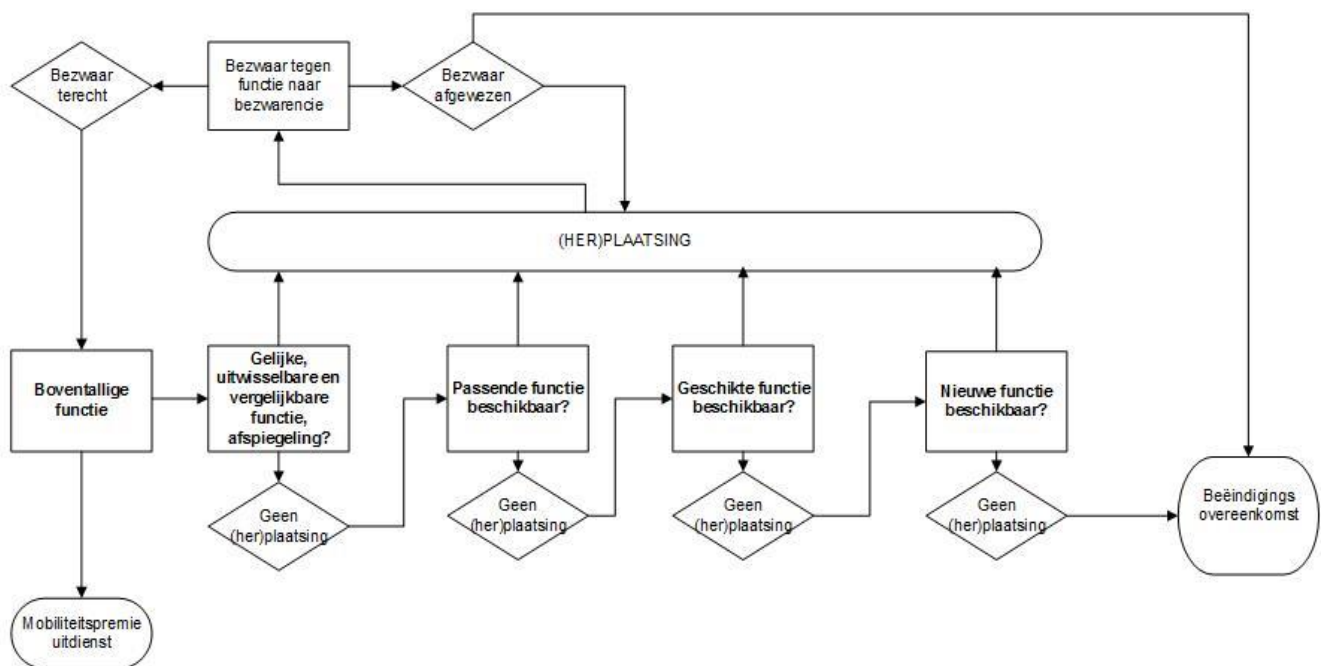 Bezwaar
terecht
Bezwaar tegen
functie naar
bezwarencie
Bezwaar
afgewezen
(HER)PLAATSING
Boventallige
functie
Gelijke,
uitwisselbare en
vergelijkbare
functie,
afspiegeling?
Passende functie
beschikbaar?
Geschikte functie
beschikbaar?
Nieuwe functie
beschikbaar?
Geen
(her)plaatsing
Geen
(her)plaatsing
Geen
(her)plaatsing
Geen
(her)plaatsing
Beëindigings
overeenkomst
Mobiliteitspremie
uitdienst